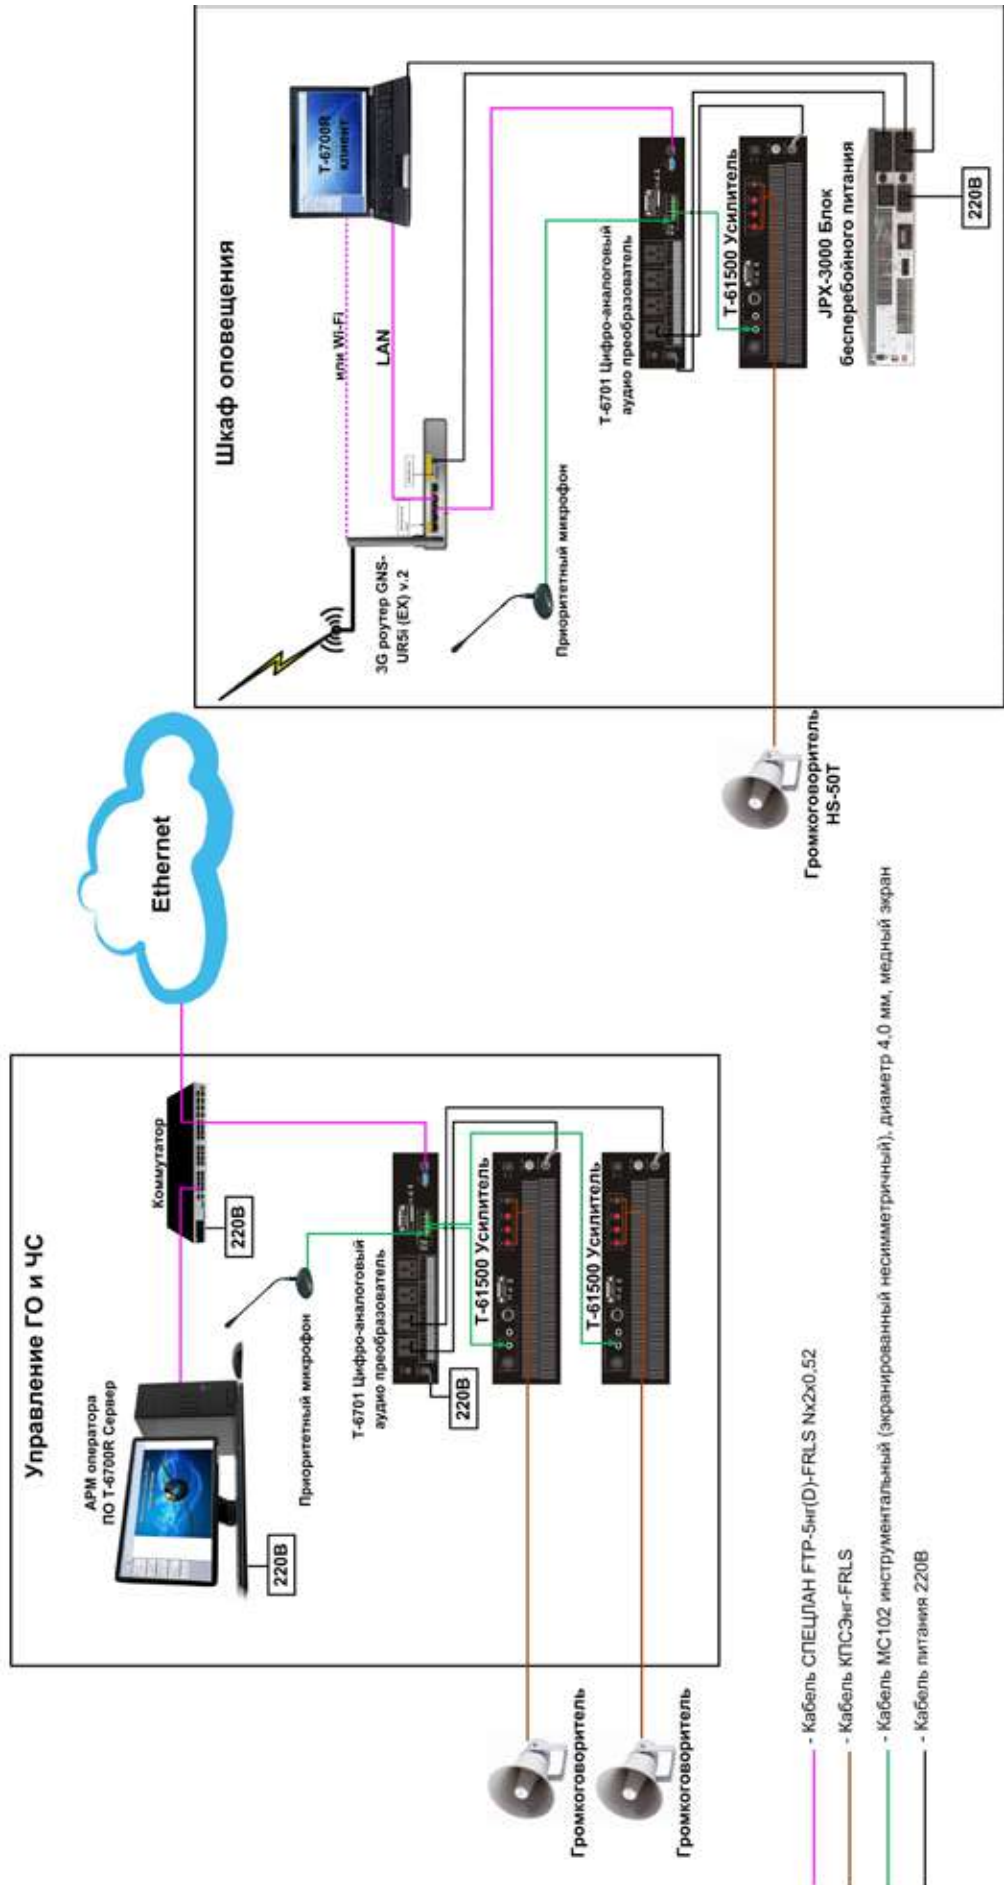 Управление ГО и ЧС
АРМ оператора
ПО Т-6700R Сервер
220В
Коммутатор
220В
Приоритетный микрофон
Т-6701 Цифро-аналоговый
аудио преобразователь
220В
Т-61500 Усилитель
Т-61500 Усилитель
Громкоговоритель
Громкоговоритель
Ethernet
Шкаф оповещения
Т-6700R
клиент
или Wi-Fi
LAN
3G роутер GNS-
UR5i (EX) v.2
Приоритетный микрофон
Т-6701 Цифро-аналоговый
аудио преобразователь
Т-61500 Усилитель
JPX-3000 Блок
бесперебойного питания
220В
Громкоговоритель
HS-50T
- Кабель СПЕЦЛАН FTP-5нг(D)-FRLS Nx2x0,52
- Кабель КПСЭнг-FRLS
- Кабель МС102 инструментальный (экранированный несимметричный), диаметр 4,0 мм, медный экран
- Кабель питания 220В